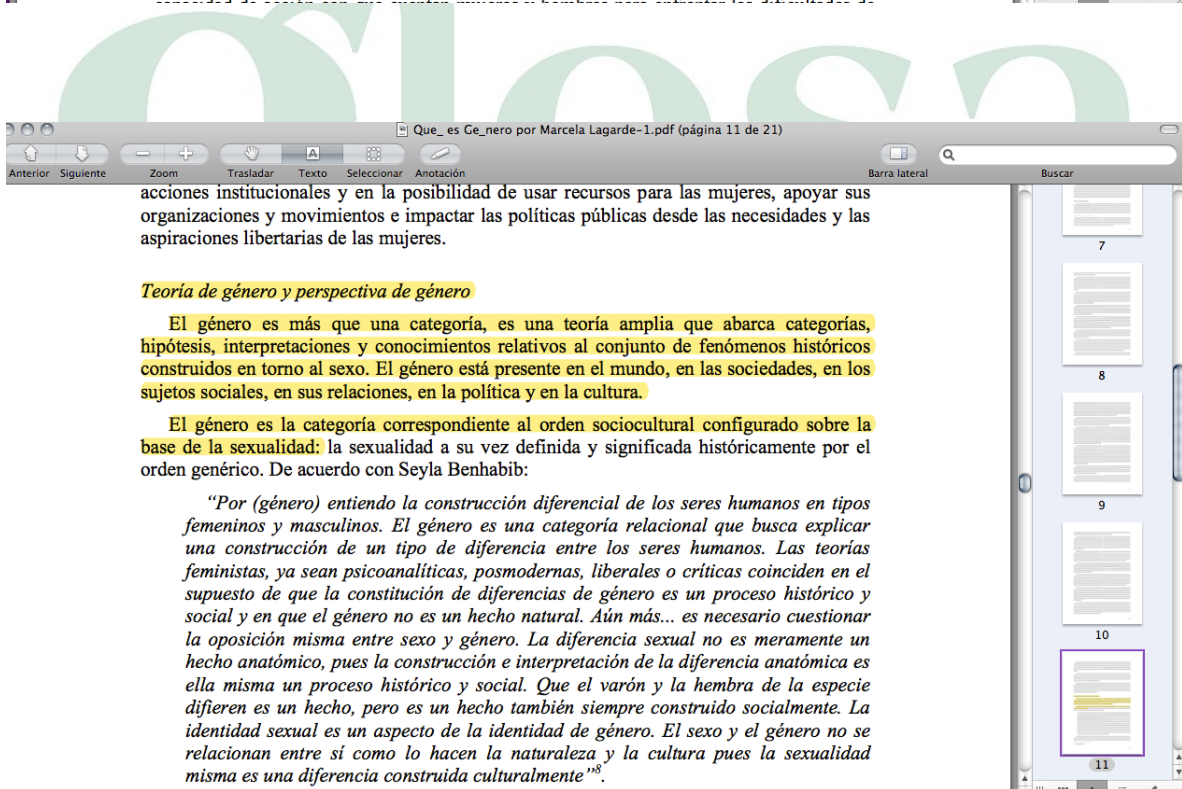 capacidad de acción con que cuentan mujeres y hombres para enfrentar las dificultades de
glosa
Que_ es Ge_nero por Marcela Lagarde-1.pdf (página 11 de 21)
Anterior Siguiente Zoom Trasladar Texto Seleccionar Anotación Barra lateral Buscar
acciones institucionales y en la posibilidad de usar recursos para las mujeres, apoyar sus
organizaciones y movimientos e impactar las políticas públicas desde las necesidades y las
aspiraciones libertarias de las mujeres.
Teoría de género y perspectiva de género
El género es más que una categoría, es una teoría amplia que abarca categorías,
hipótesis, interpretaciones y conocimientos relativos al conjunto de fenómenos históricos
construidos en torno al sexo. El género está presente en el mundo, en las sociedades, en los
sujetos sociales, en sus relaciones, en la política y en la cultura.
El género es la categoría correspondiente al orden sociocultural configurado sobre la
base de la sexualidad: la sexualidad a su vez definida y significada históricamente por el
orden genérico. De acuerdo con Seyla Benhabib:
“Por (género) entiendo la construcción diferencial de los seres humanos en tipos
femeninos y masculinos. El género es una categoría relacional que busca explicar
una construcción de un tipo de diferencia entre los seres humanos. Las teorías
feministas, ya sean psicoanalíticas, posmodernas, liberales o críticas coinciden en el
supuesto de que la constitución de diferencias de género es un proceso histórico y
social y en que el género no es un hecho natural. Aún más... es necesario cuestionar
la oposición misma entre sexo y género. La diferencia sexual no es meramente un
hecho anatómico, pues la construcción e interpretación de la diferencia anatómica es
ella misma un proceso histórico y social. Que el varón y la hembra de la especie
difieren es un hecho, pero es un hecho también siempre construido socialmente. La
identidad sexual es un aspecto de la identidad de género. El sexo y el género no se
relacionan entre sí como lo hacen la naturaleza y la cultura pues la sexualidad
misma es una diferencia construida culturalmente”8.
7
8
9
10
11